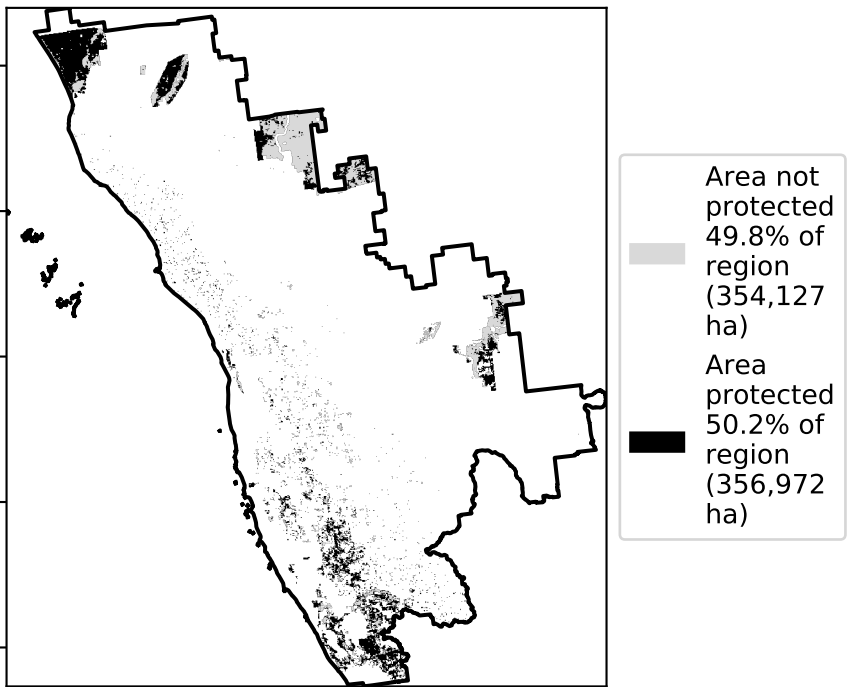 Area not
protected
49.8% of
region
(354,127
ha)
Area
protected
50.2% of
region
(356,972
ha)